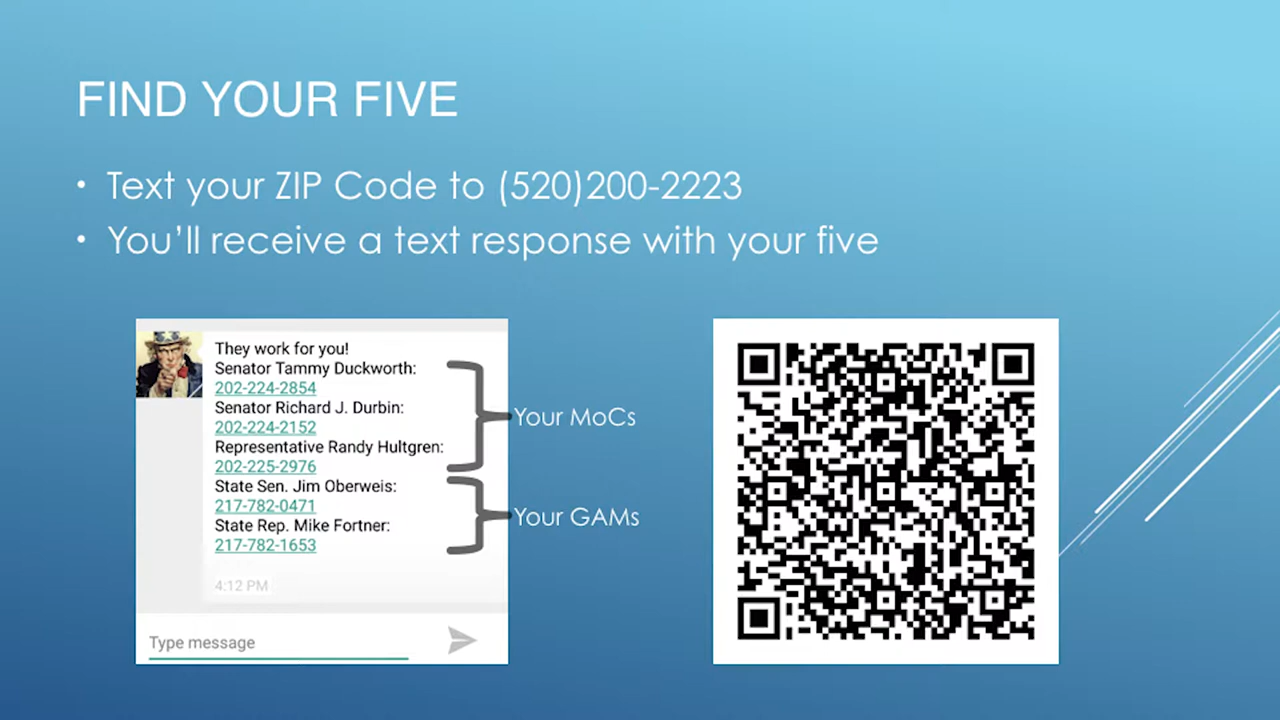 FIND YOUR FIVE
• Text your ZIP Code to (520)200-2223
• You’ll receive a text response with your five
They work for you!
Senator Tammy Duckworth:
202-224-2854
Senator Richard J. Durbin:
202-224-2152
Representative Randy Hultgren:
202-225-2976
State Sen. Jim Oberweis:
217-782-0471
State Rep. Mike Fortner:
217-782-1653
4:12 PM
Type message
Your MoCs
Your GAMs